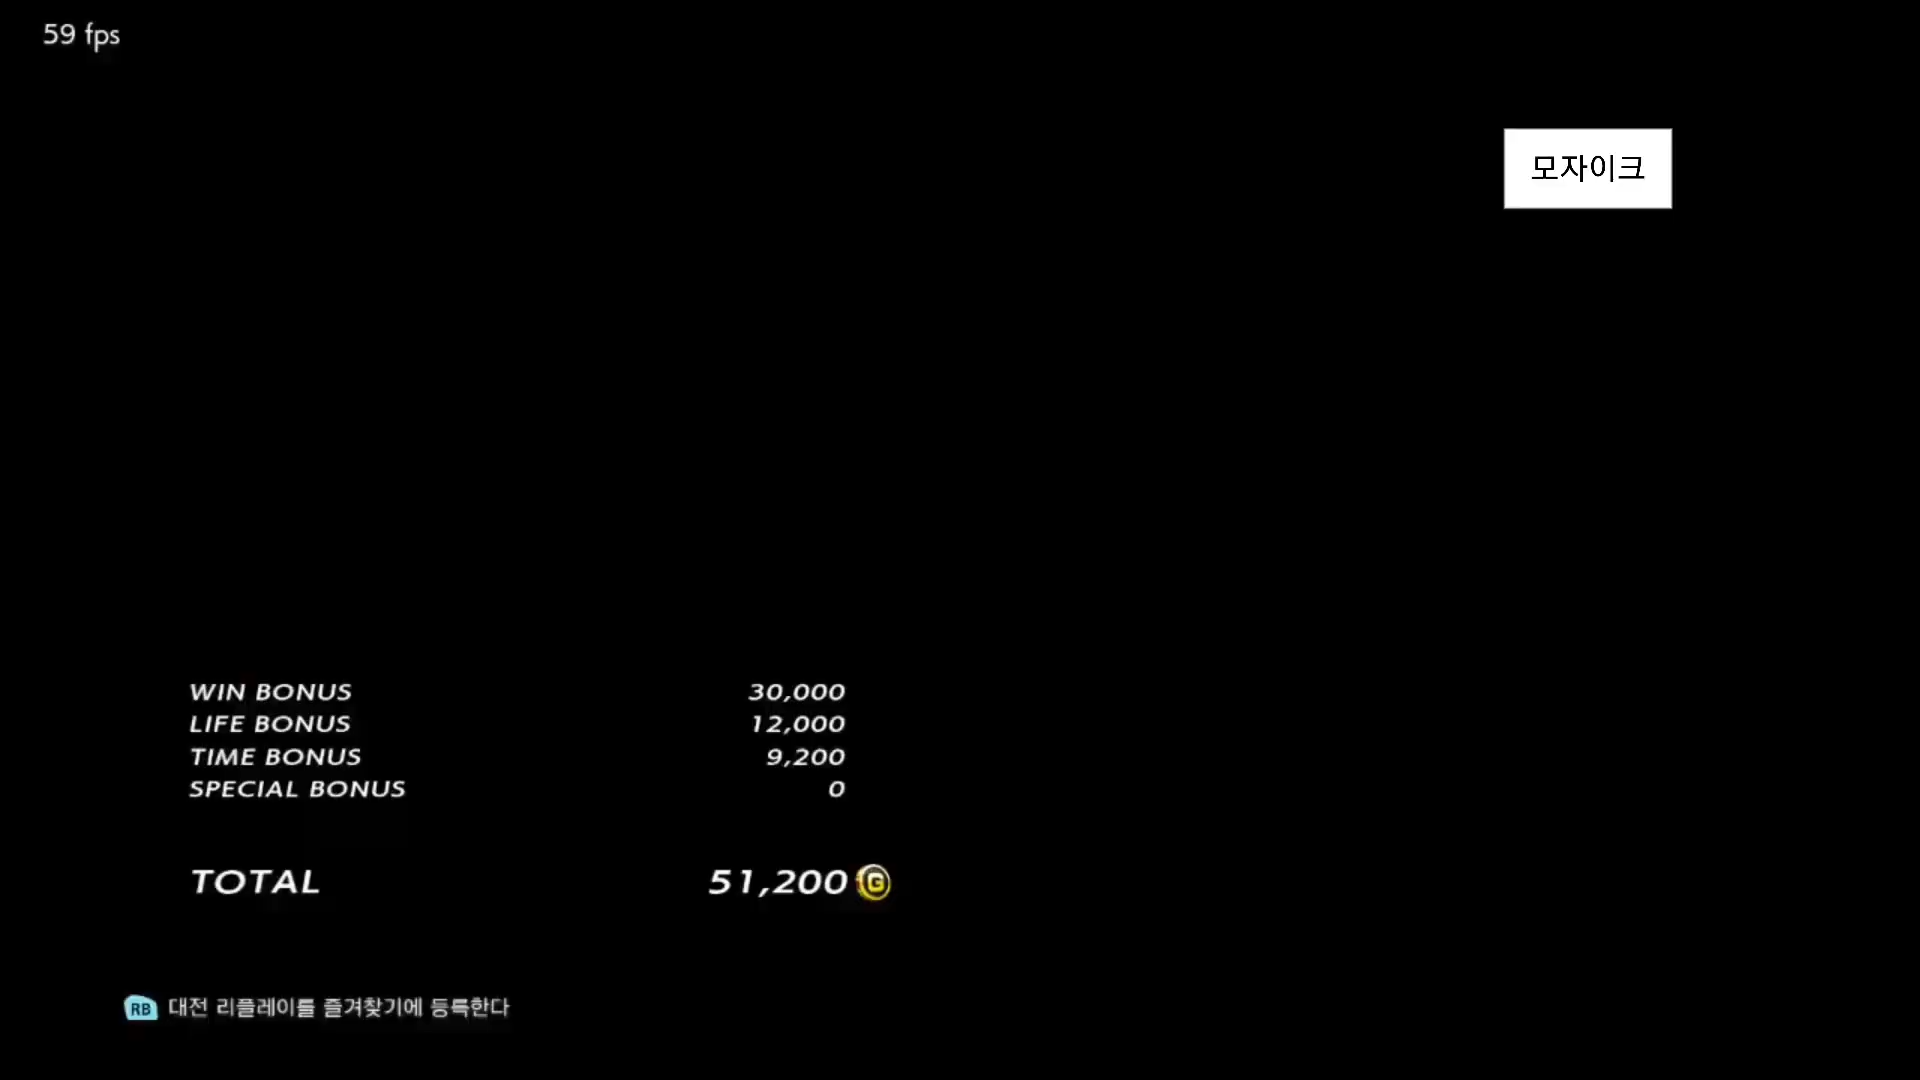 59 fps
모자이크
WIN BONUS 30,000
LIFE BONUS 12,000
TIME BONUS 9,200
SPECIAL BONUS 0
TOTAL 51,200 G
RB 대전 리플레이를 즐겨찾기에 등록한다